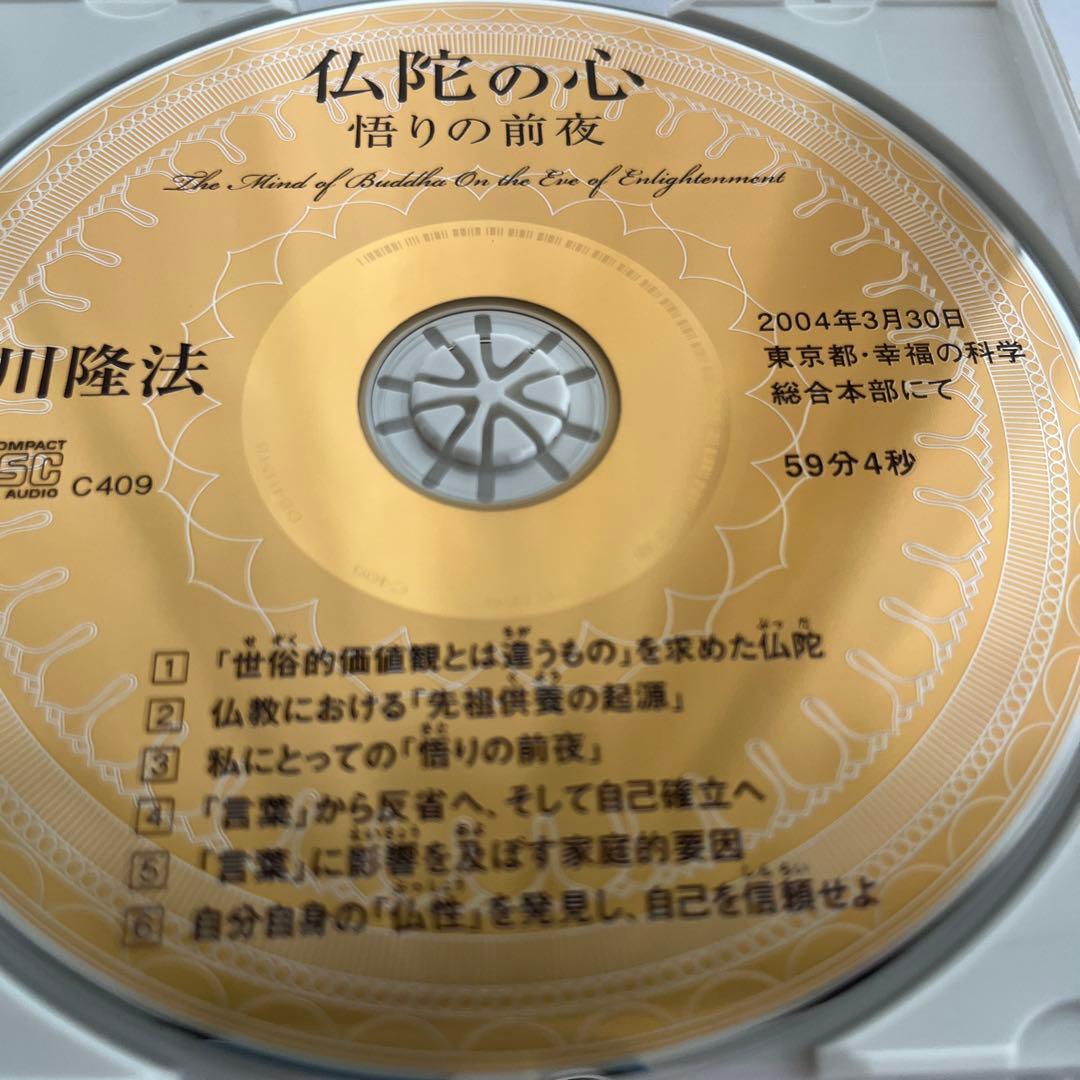 仏陀の心
悟りの前夜
The Mind of Buddha On the Eve of Enlightenment
川隆法
COMPACT
DISC
AUDIO
C409
2004年3月30日
東京都・幸福の科学
総合本部にて
59分4秒
1 「世俗的価値観とは違うもの」を求めた仏陀
2 仏教における「先祖供養の起源」
3 私にとっての「悟りの前夜」
4 「言葉」から反省へ、そして自己確立へ
5 「言葉」に影響を及ぼす家庭的要因
6 自分自身の「仏性」を発見し、自己を信頼せよ